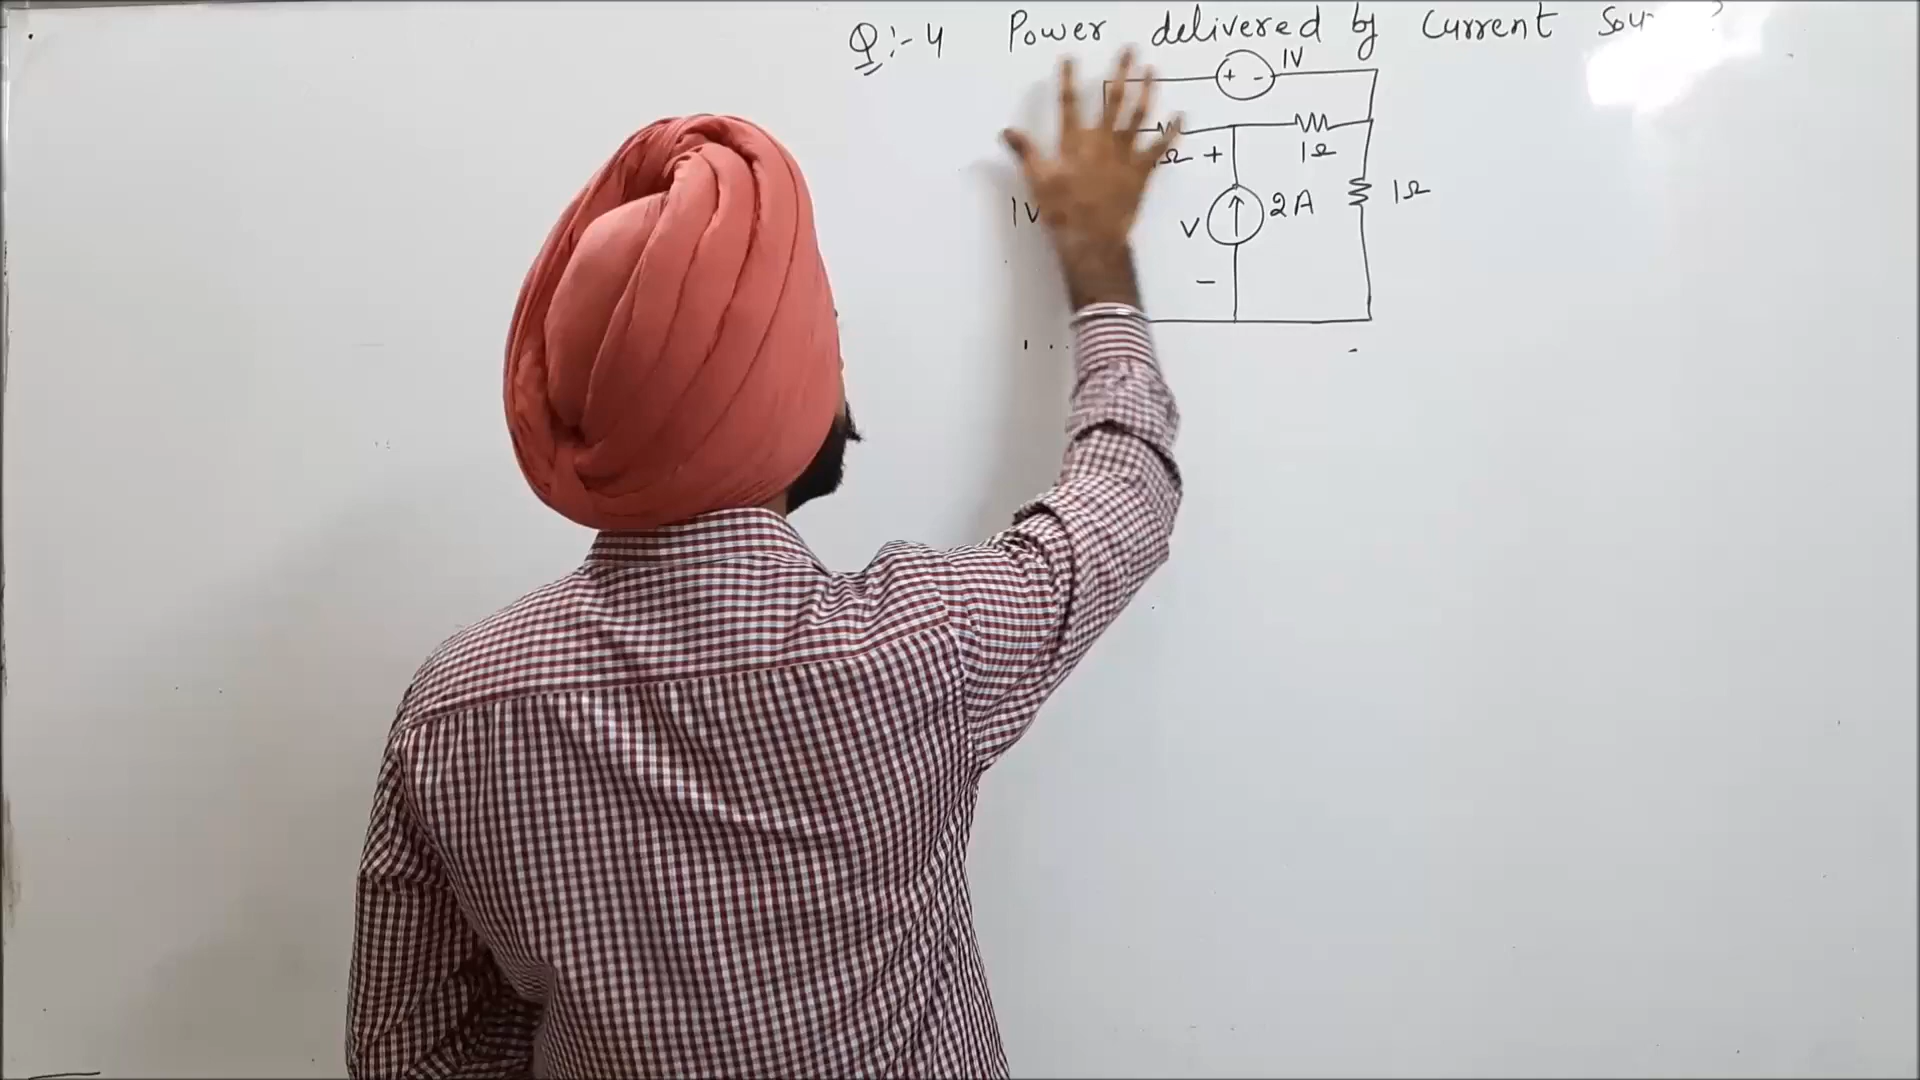 Q:- 4 Power delivered by Current ?
+ - 1V
+ 1Ω
1V V 2A 1Ω
-